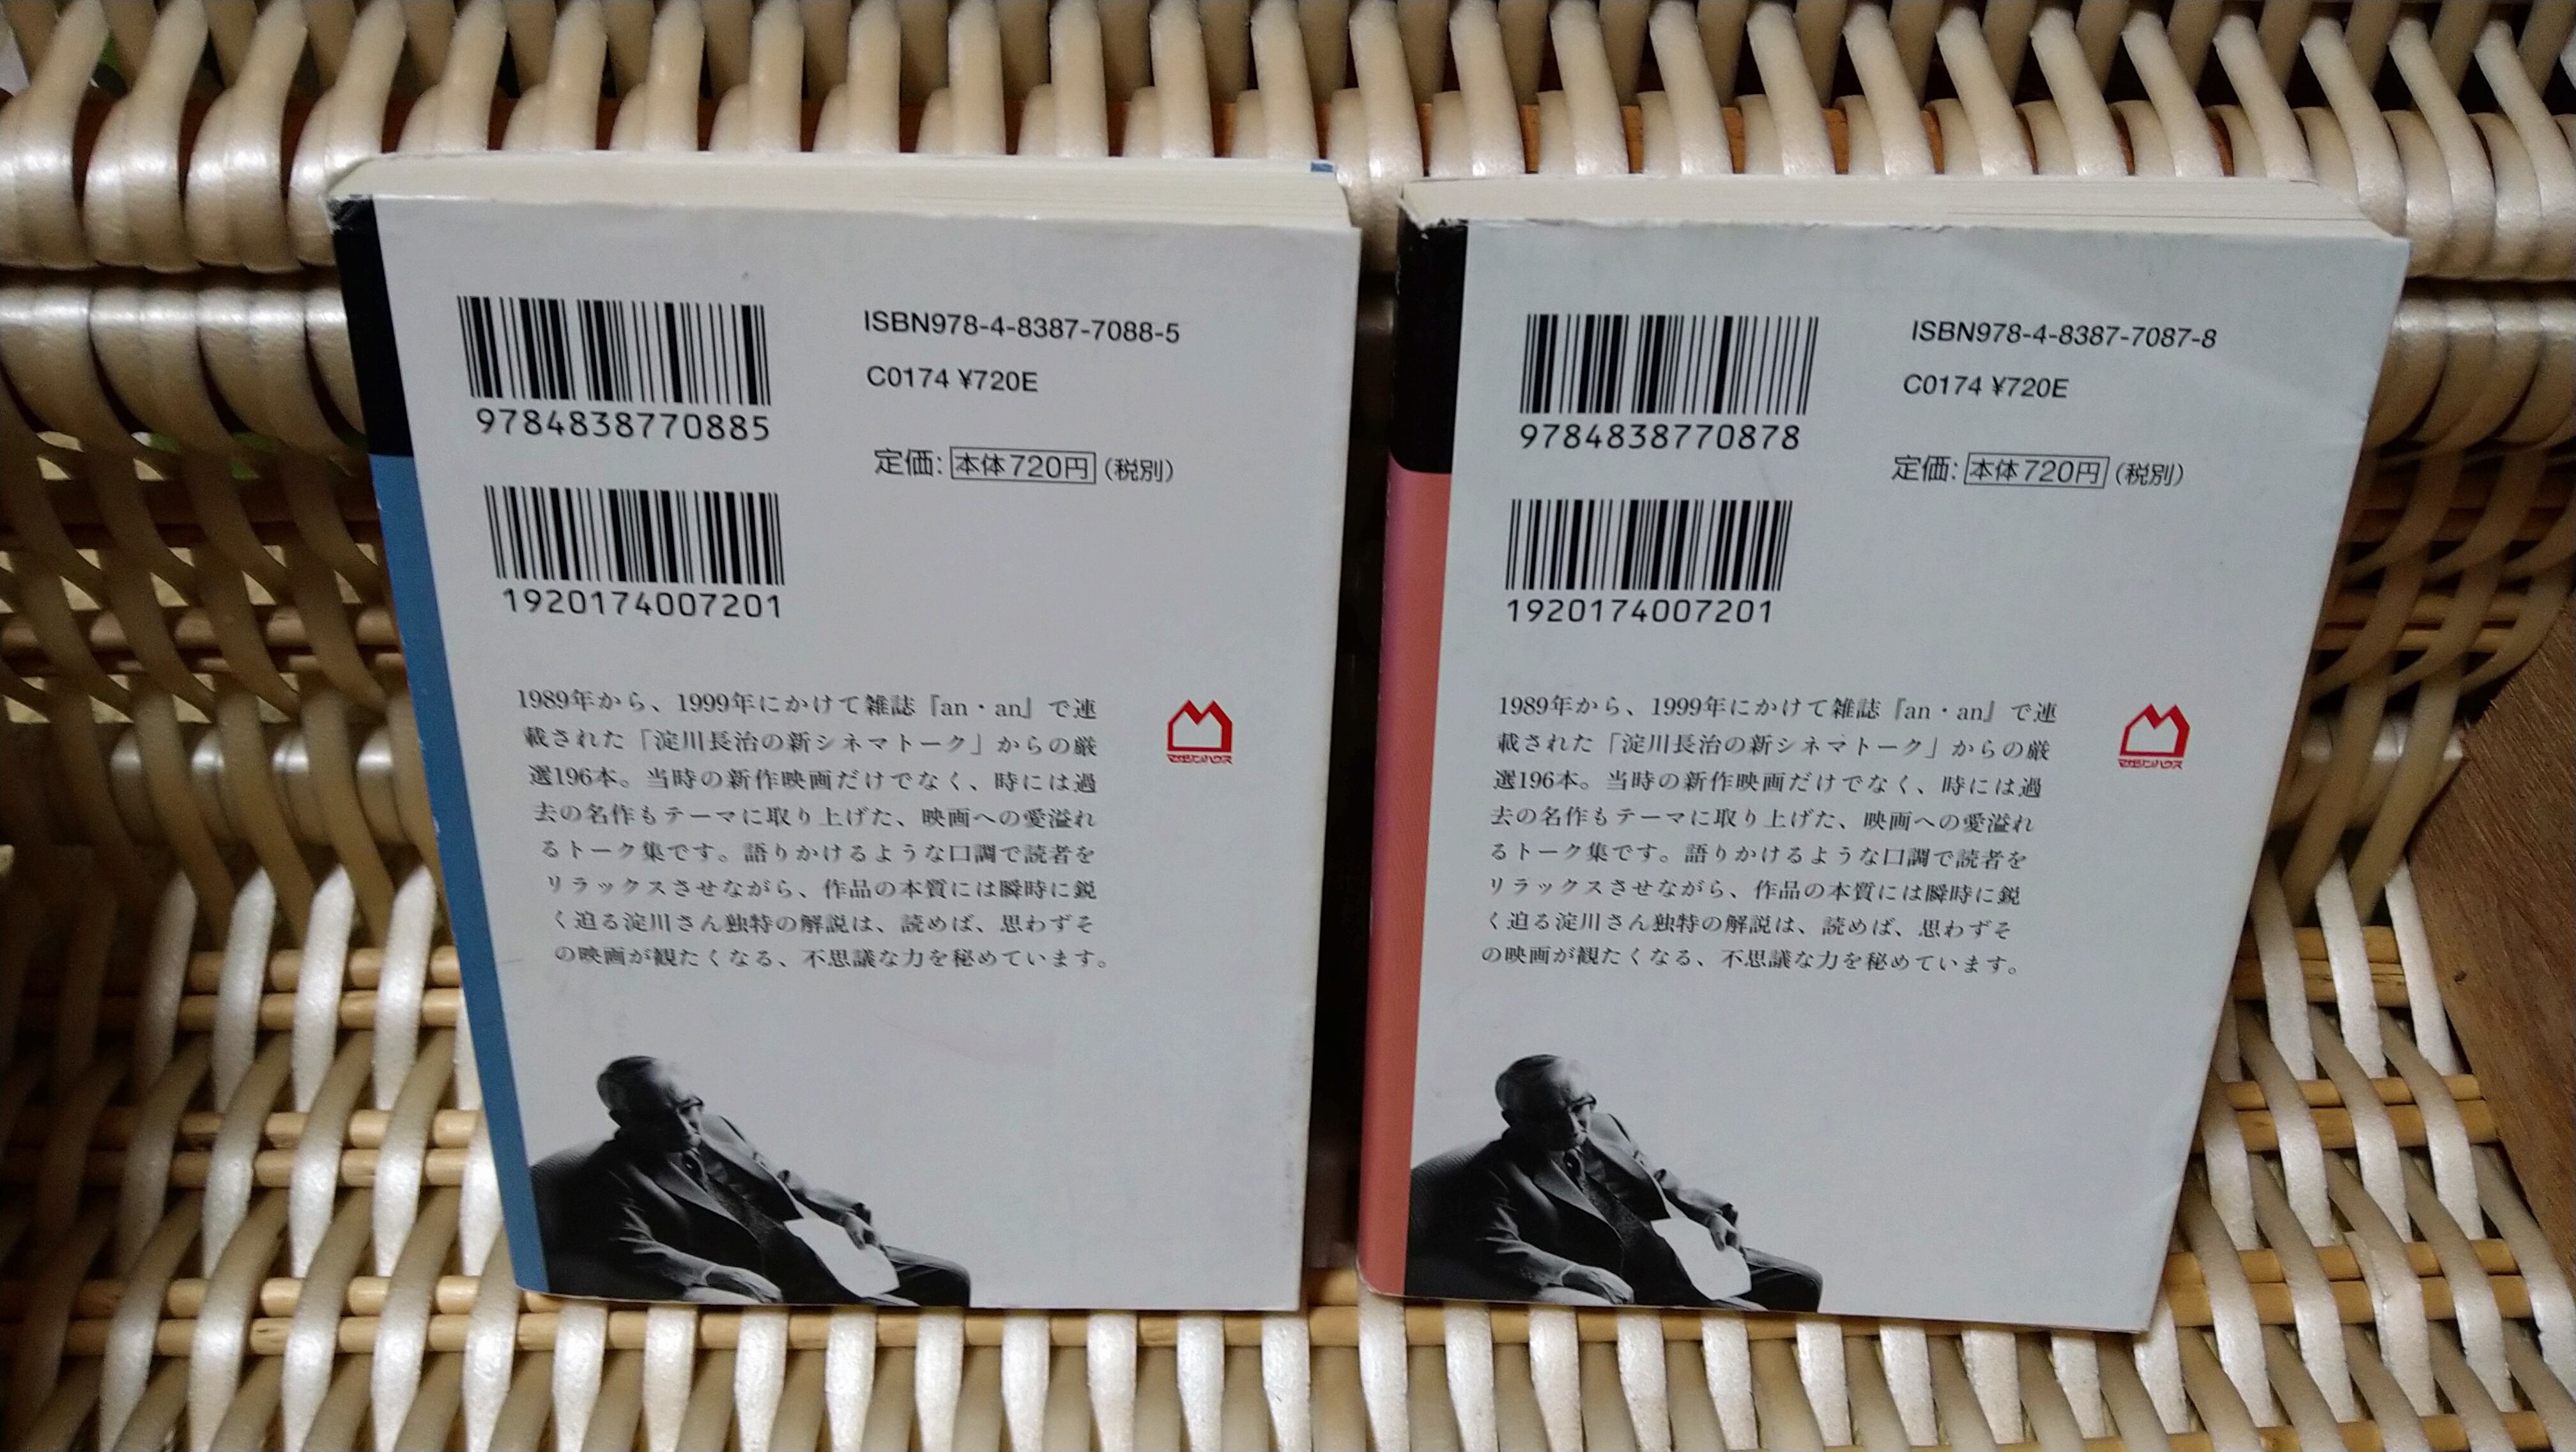 ISBN978-4-8387-7088-5
C0174 ¥720E
9784838770885
定価:本体720円(税別)
1920174007201
1989年から、1999年にかけて雑誌『an・an』で連
載された「淀川長治の新シネマトーク」からの厳
選196本。当時の新作映画だけでなく、時には過
去の名作もテーマに取り上げた、映画への愛溢れ
るトーク集です。語りかけるような口調で読者を
リラックスさせながら、作品の本質には瞬時に鋭
く迫る淀川さん独特の解説は、読めば、思わずそ
の映画が観たくなる、不思議な力を秘めています。
マガジンハウス
ISBN978-4-8387-7087-8
C0174 ¥720E
9784838770878
定価:本体720円(税別)
1920174007201
1989年から、1999年にかけて雑誌『an・an』で連
載された「淀川長治の新シネマトーク」からの厳
選196本。当時の新作映画だけでなく、時には過
去の名作もテーマに取り上げた、映画への愛溢れ
るトーク集です。語りかけるような口調で読者を
リラックスさせながら、作品の本質には瞬時に鋭
く迫る淀川さん独特の解説は、読めば、思わずそ
の映画が観たくなる、不思議な力を秘めています。
マガジンハウス